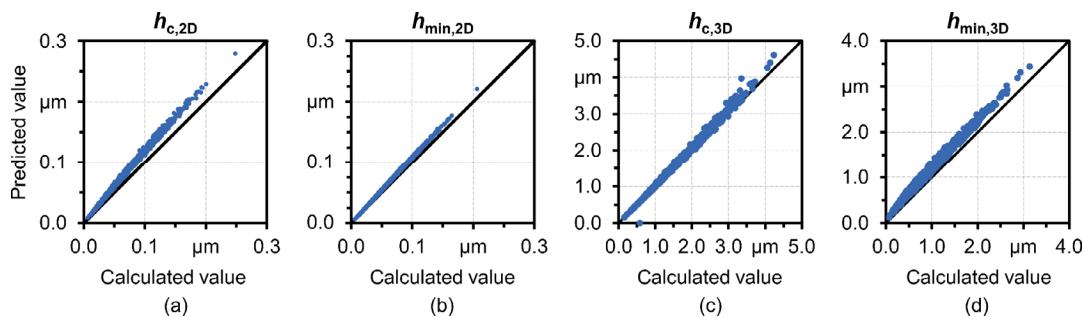 h_c,2D
h_min,2D
h_c,3D
h_min,3D
Predicted value
0.3
µm
0.1
0.0
0.0
0.1
µm
0.3
Calculated value
(a)
0.3
µm
0.1
0.0
0.0
0.1
µm
0.3
Calculated value
(b)
5.0
µm
3.0
2.0
1.0
0.0
0.0
1.0
2.0
3.0
µm
5.0
Calculated value
(c)
4.0
µm
2.0
1.0
0.0
0.0
1.0
2.0
µm
4.0
Calculated value
(d)